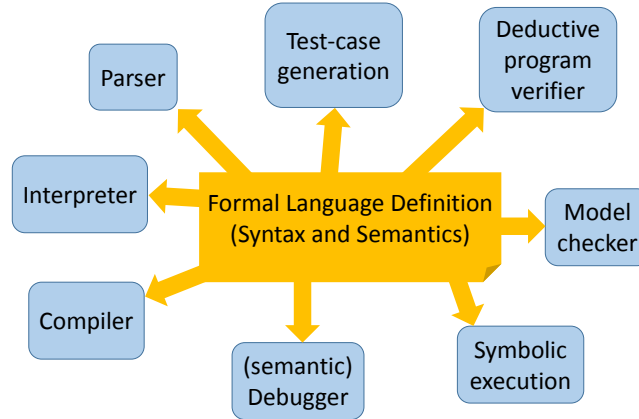 Test-case
generation
Deductive
program
verifier
Parser
Interpreter
Formal Language Definition
(Syntax and Semantics)
Model
checker
Compiler
(semantic)
Debugger
Symbolic
execution